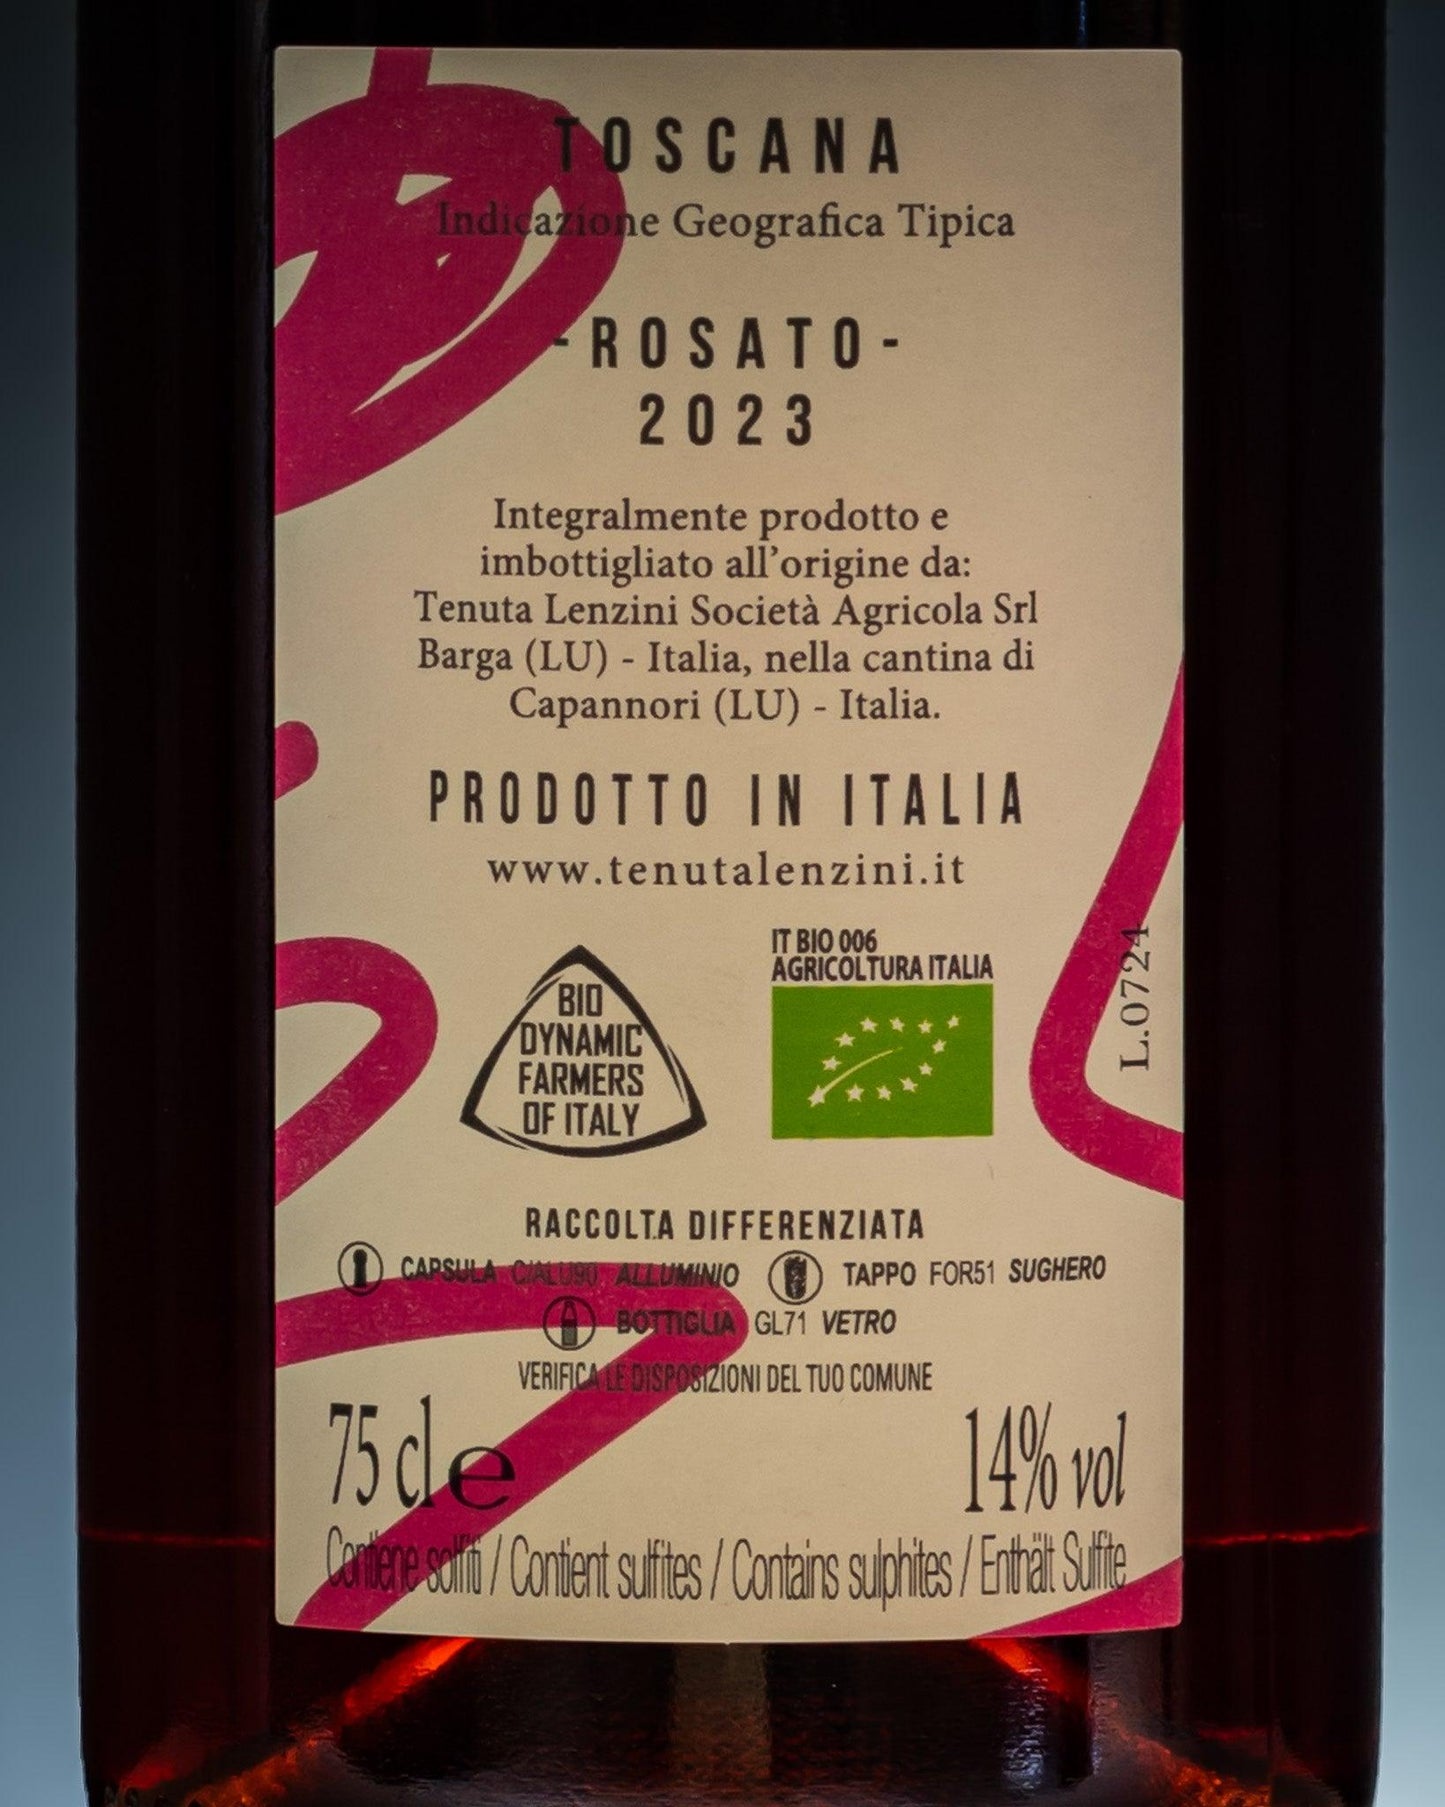 TOSCANA
Indicazione Geografica Tipica
-ROSATO-
2023
Integralmente prodotto e
imbottigliato all'origine da:
Tenuta Lenzini Società Agricola Srl
Barga (LU) - Italia, nella cantina di
Capannori (LU) - Italia.
PRODOTTO IN ITALIA
www.tenutalenzini.it
BIO
DYNAMIC
FARMERS
OF ITALY
IT BIO 006
AGRICOLTURA ITALIA
L.0724
RACCOLTA DIFFERENZIATA
CAPSULA C/ALU90 ALLUMINIO TAPPO FOR51 SUGHERO
BOTTIGLIA GL71 VETRO
VERIFICA LE DISPOSIZIONI DEL TUO COMUNE
75 cl e 14% vol
Contiene solfiti / Contient sulfites / Contains sulphites / Enthält Sulfite